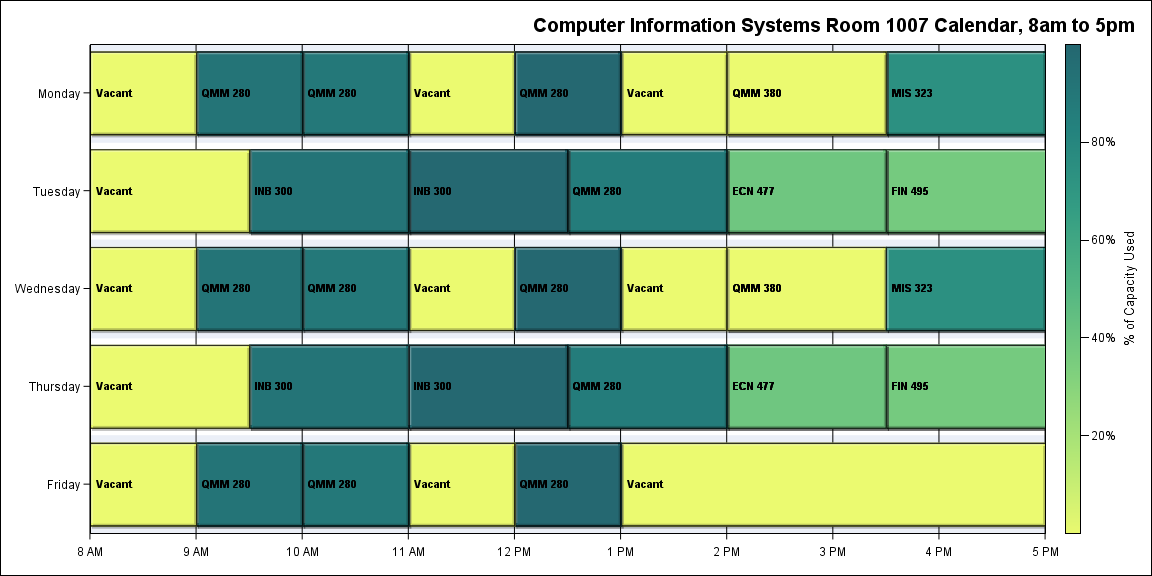 Computer Information Systems Room 1007 Calendar, 8am to 5pm
Monday
Vacant
QMM 280
QMM 280
Vacant
QMM 280
Vacant
QMM 380
MIS 323
Tuesday
Vacant
INB 300
INB 300
QMM 280
ECN 477
FIN 495
Wednesday
Vacant
QMM 280
QMM 280
Vacant
QMM 280
Vacant
QMM 380
MIS 323
Thursday
Vacant
INB 300
INB 300
QMM 280
ECN 477
FIN 495
Friday
Vacant
QMM 280
QMM 280
Vacant
QMM 280
Vacant
8 AM
9 AM
10 AM
11 AM
12 PM
1 PM
2 PM
3 PM
4 PM
5 PM
80%
60%
40%
20%
% of Capacity Used